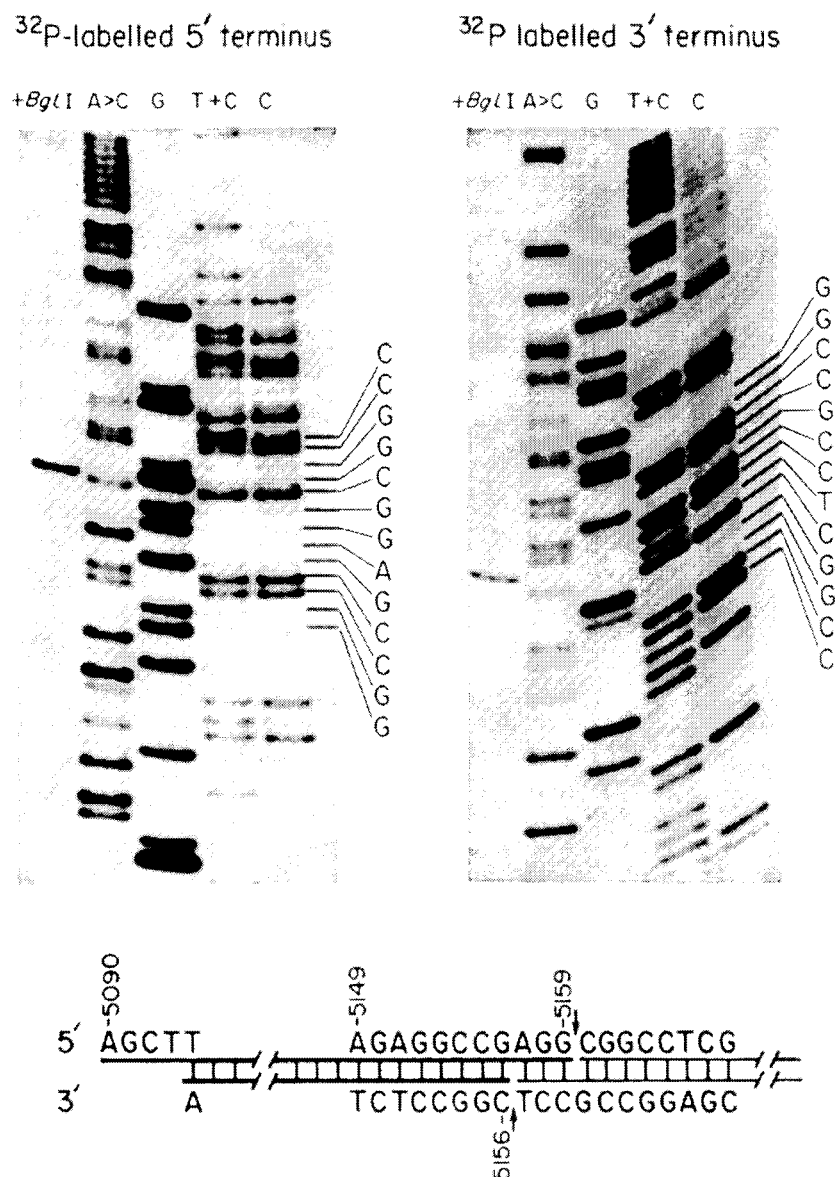 ³²P-labelled 5′ terminus
³²P labelled 3′ terminus
+BglI A>C G T+C C
+BglI A>C G T+C C
C
C
G
G
C
G
G
A
G
C
C
G
G
G
G
C
C
G
C
C
T
C
G
G
C
C
-5090
-5149
-5159
5′ AGCTT AGAGGCCGAGG CGGCCTCG
3′ A TCTCCGGC TCCGCCGGAGC
5156-